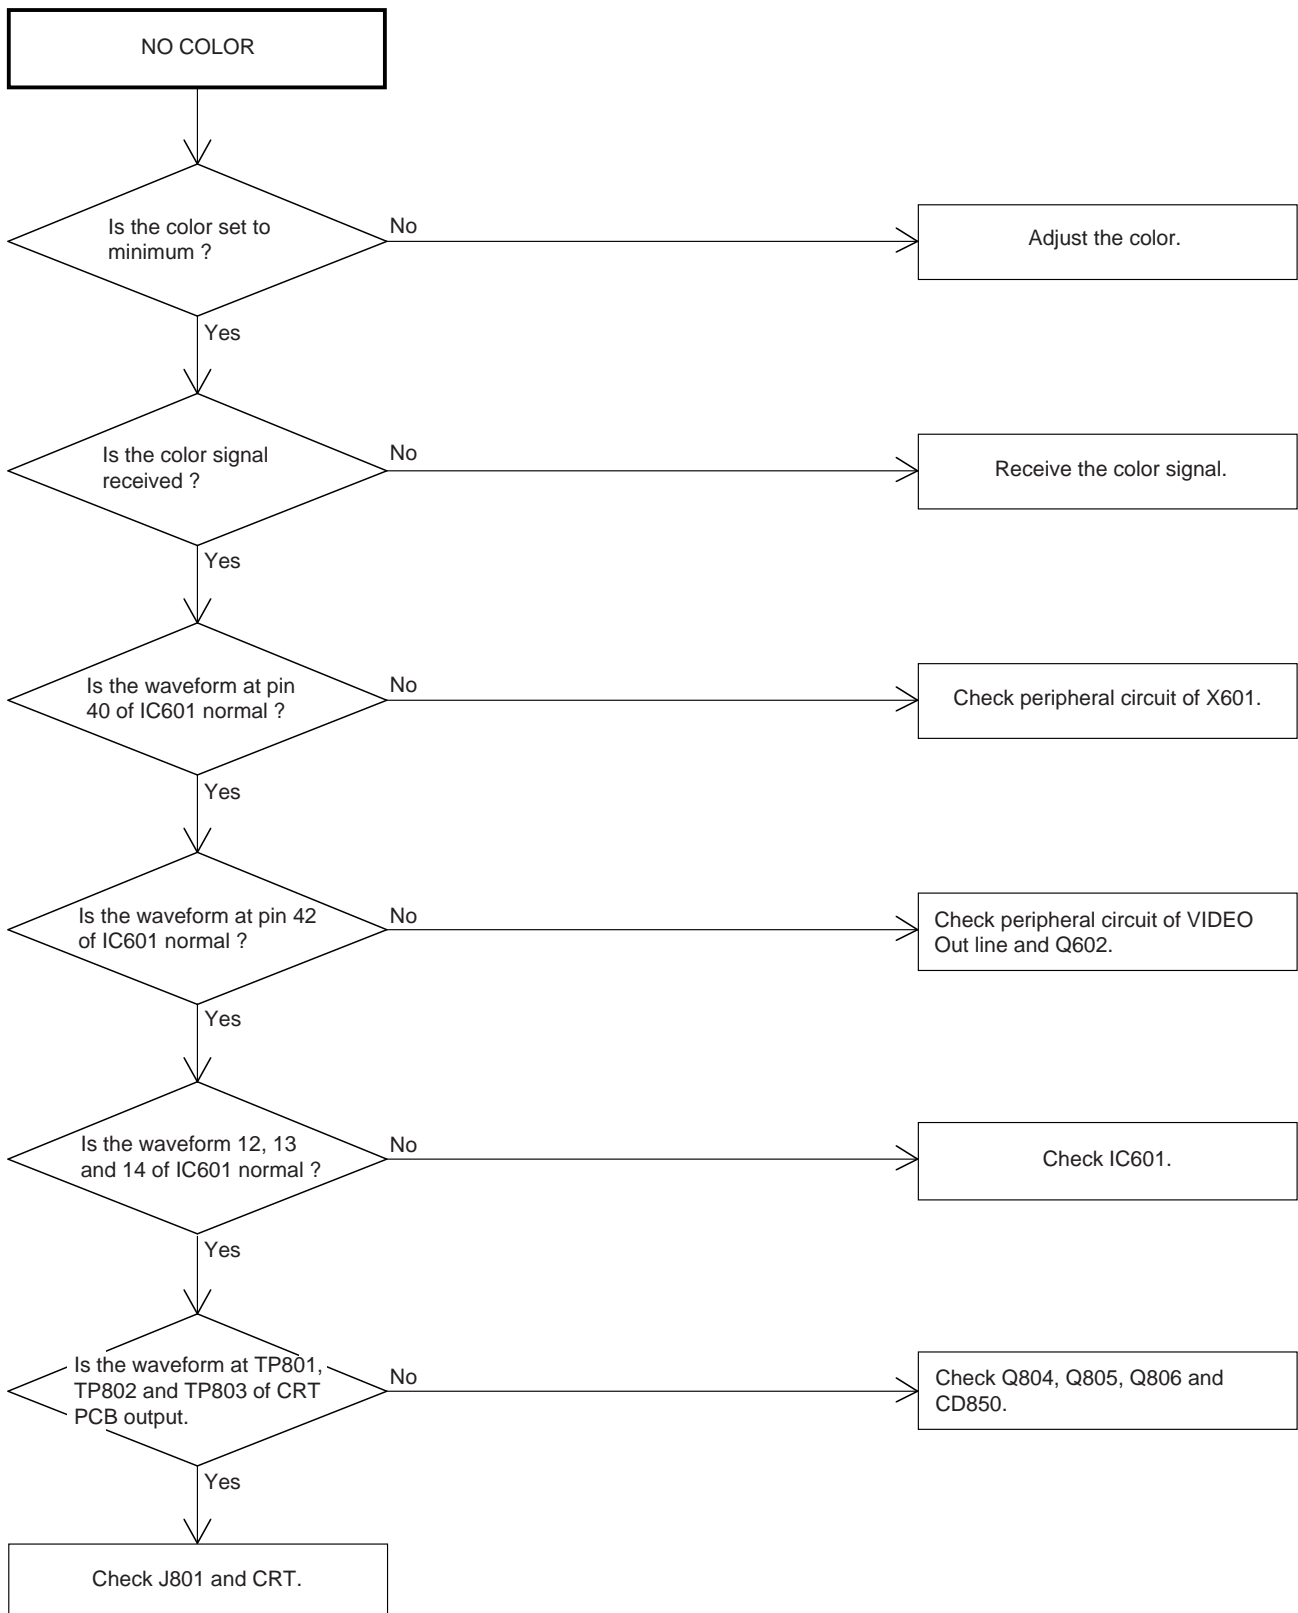 NO COLOR
Is the color set to
minimum ?
No
Adjust the color.
Yes
Is the color signal
received ?
No
Receive the color signal.
Yes
Is the waveform at pin
40 of IC601 normal ?
No
Check peripheral circuit of X601.
Yes
Is the waveform at pin 42
of IC601 normal ?
No
Check peripheral circuit of VIDEO
Out line and Q602.
Yes
Is the waveform 12, 13
and 14 of IC601 normal ?
No
Check IC601.
Yes
Is the waveform at TP801,
TP802 and TP803 of CRT
PCB output.
No
Check Q804, Q805, Q806 and
CD850.
Yes
Check J801 and CRT.